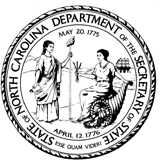 STATE OF NORTH CAROLINA DEPARTMENT OF THE SECRETARY OF STATE
MAY 20, 1775
APRIL 12, 1776
ESSE QUAM VIDERI